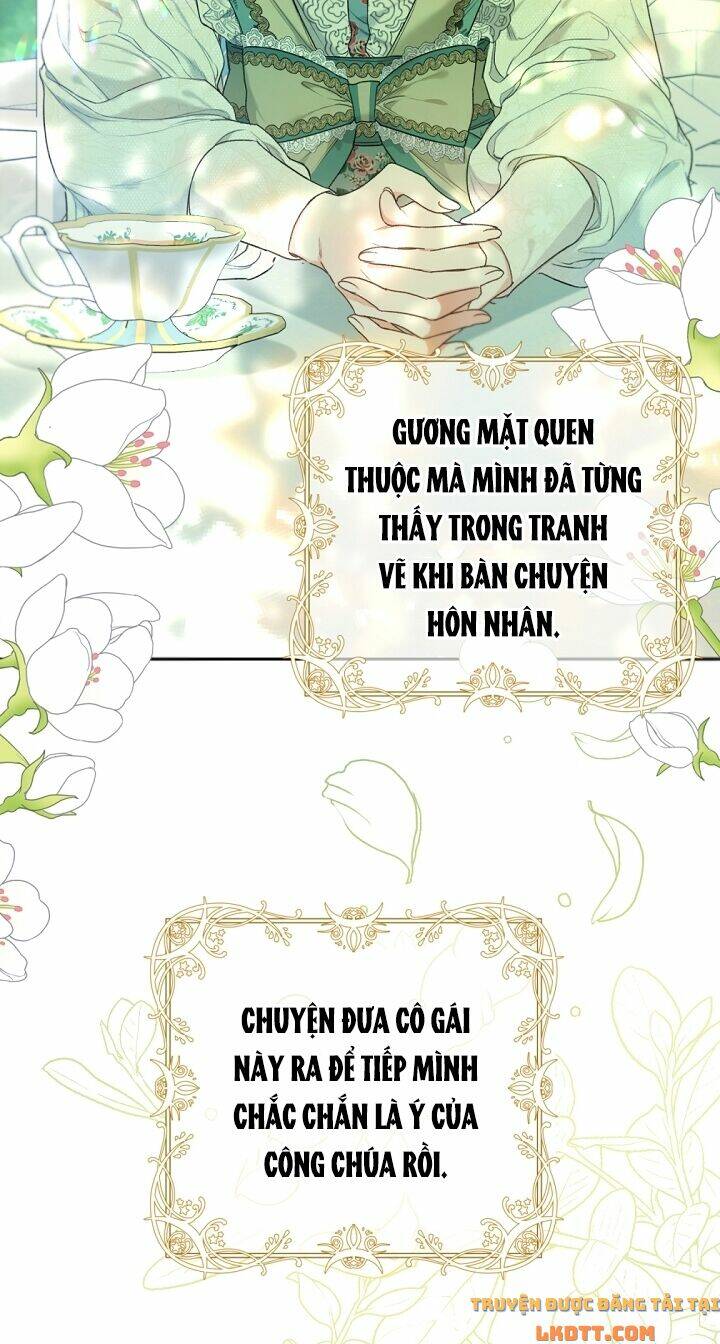 GƯƠNG MẶT QUEN
THUỘC MÀ MÌNH ĐÃ TỪNG
THẤY TRONG TRANH
VẼ KHI BÀN CHUYỆN
HÔN NHÂN.
CHUYỆN ĐƯA CÔ GÁI
NÀY RA ĐỂ TIẾP MÌNH
CHẮC CHẮN LÀ Ý CỦA
CÔNG CHÚA RỒI.
TRUYỆN ĐƯỢC ĐĂNG TẢI TẠI
LKDTT.COM